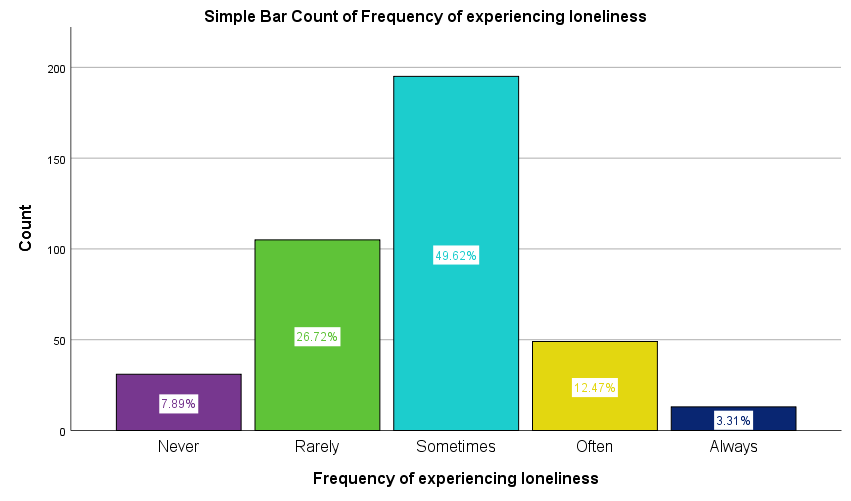 Simple Bar Count of Frequency of experiencing loneliness
200
150
100
50
0
Count
7.89%
26.72%
49.62%
12.47%
3.31%
Never
Rarely
Sometimes
Often
Always
Frequency of experiencing loneliness